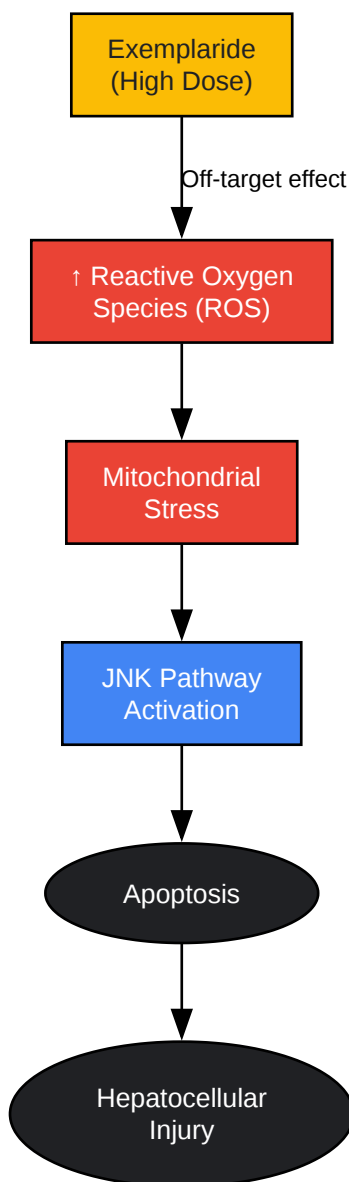 Exemplaride
(High Dose)
Off-target effect
↑ Reactive Oxygen
Species (ROS)
Mitochondrial
Stress
JNK Pathway
Activation
Apoptosis
Hepatocellular
Injury